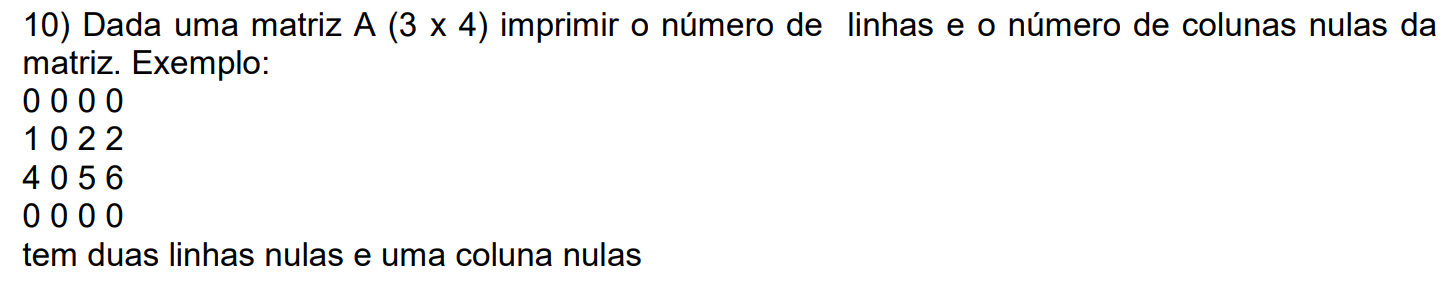 10) Dada uma matriz A (3 x 4) imprimir o número de linhas e o número de colunas nulas da
matriz. Exemplo:
0 0 0 0
1 0 2 2
4 0 5 6
0 0 0 0
tem duas linhas nulas e uma coluna nulas